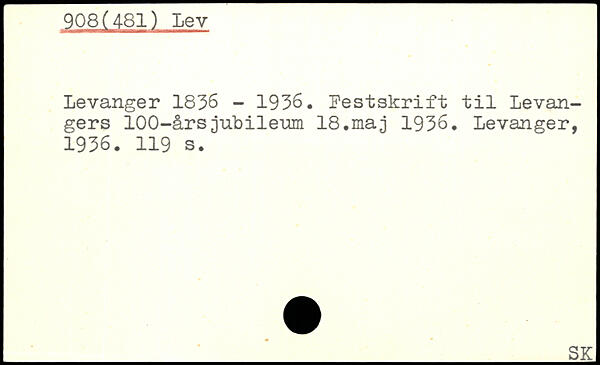 908(481) Lev
Levanger 1836 - 1936. Festskrift til Levan-
gers 100-årsjubileum 18.maj 1936. Levanger,
1936. 119 s.
SK